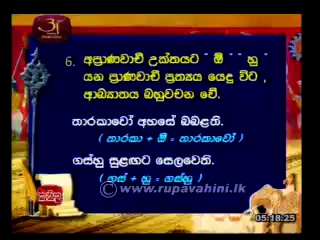 6. අප්‍රාණවාචී උක්තයට " ඕ " " හු "
යන ප්‍රාණවාචී ප්‍රත්‍යය යෙදූ විට ,
ආඛ්‍යාතය බහුවචන වේ.
තාරකාවෝ අහසේ බබළති.
( තාරකා + ඕ = තාරකාවෝ )
ගස්හු සුළඟට සෙලවෙති.
( ගස් + හු = ගස්හු )
©www.rupavahini.lk
05:18:25